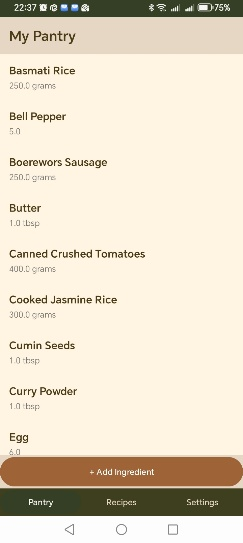 22:37 75%
My Pantry
Basmati Rice
250.0 grams
Bell Pepper
5.0
Boerewors Sausage
250.0 grams
Butter
1.0 tbsp
Canned Crushed Tomatoes
400.0 grams
Cooked Jasmine Rice
300.0 grams
Cumin Seeds
1.0 tbsp
Curry Powder
1.0 tbsp
Egg
6.0
+ Add Ingredient
Pantry Recipes Settings